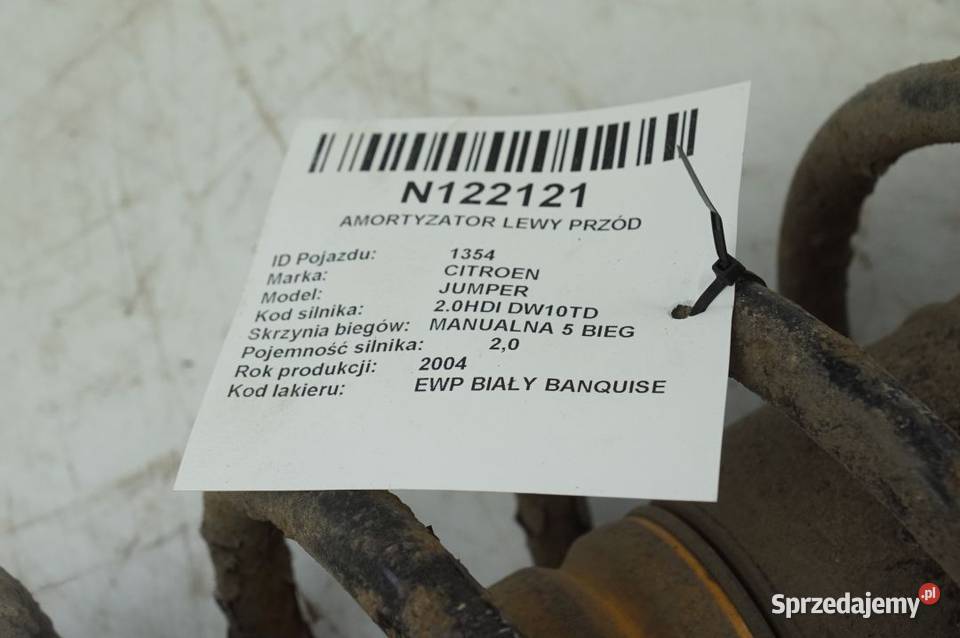 N122121
AMORTYZATOR LEWY PRZÓD
ID Pojazdu: 1354
Marka: CITROEN
Model: JUMPER
Kod silnika: 2.0HDI DW10TD
Skrzynia biegów: MANUALNA 5 BIEG
Pojemność silnika: 2,0
Rok produkcji: 2004
Kod lakieru: EWP BIAŁY BANQUISE
Sprzedajemy.pl